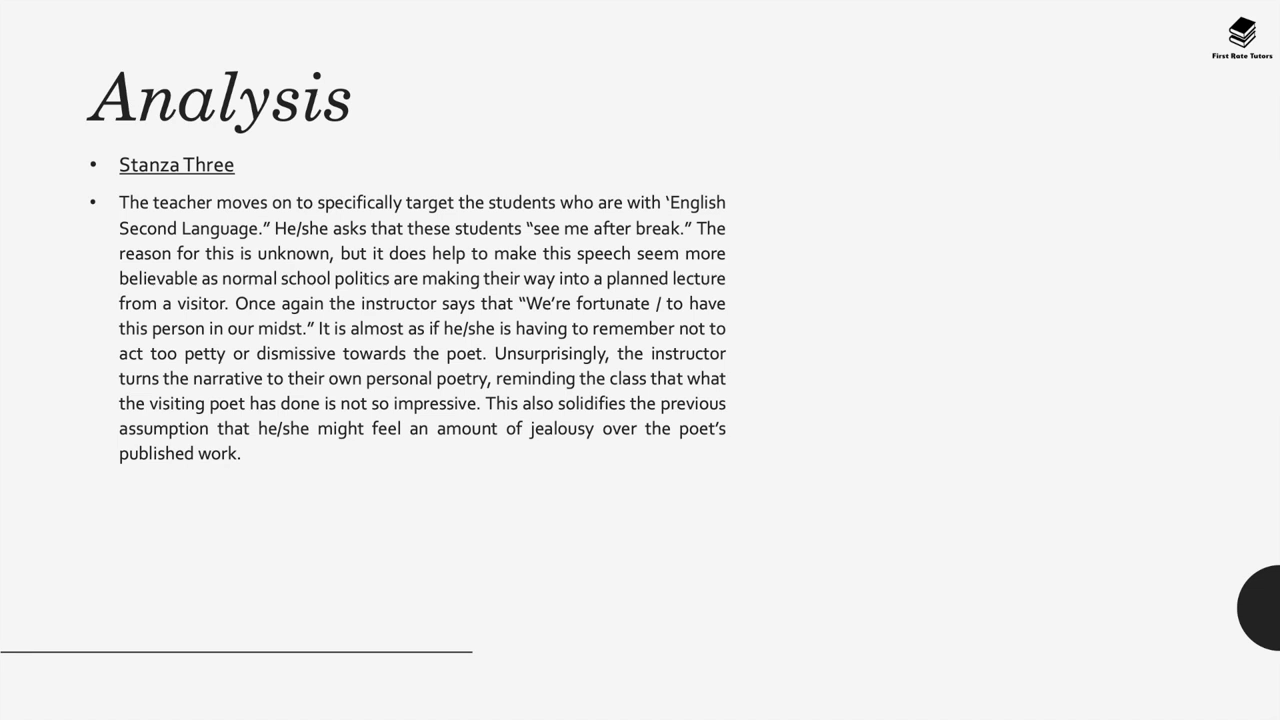 First Rate Tutors
Analysis
• Stanza Three
• The teacher moves on to specifically target the students who are with ‘English
Second Language.” He/she asks that these students “see me after break.” The
reason for this is unknown, but it does help to make this speech seem more
believable as normal school politics are making their way into a planned lecture
from a visitor. Once again the instructor says that “We’re fortunate / to have
this person in our midst.” It is almost as if he/she is having to remember not to
act too petty or dismissive towards the poet. Unsurprisingly, the instructor
turns the narrative to their own personal poetry, reminding the class that what
the visiting poet has done is not so impressive. This also solidifies the previous
assumption that he/she might feel an amount of jealousy over the poet’s
published work.